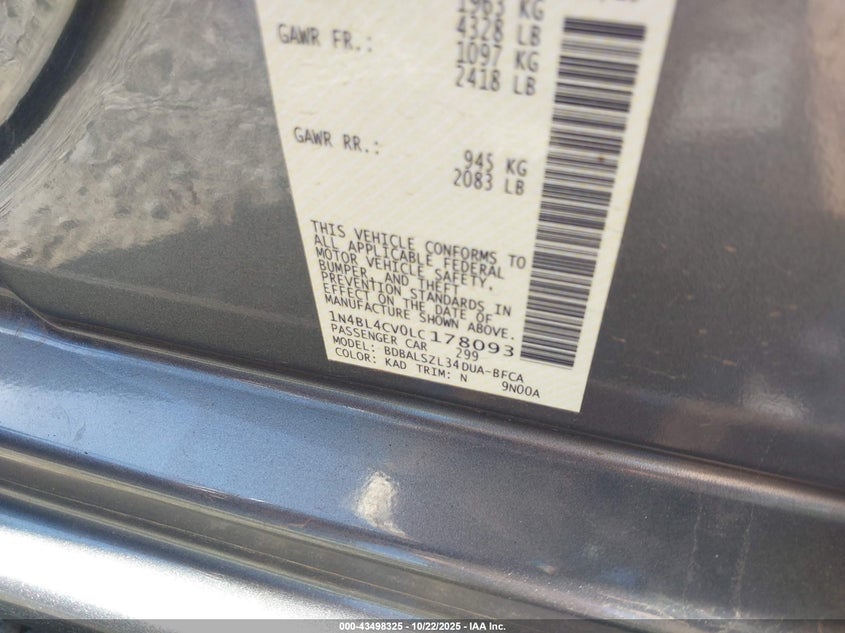 1963 KG
4328 LB
GAWR FR.:
1097 KG
2418 LB
GAWR RR.:
945 KG
2083 LB
THIS VEHICLE CONFORMS TO
ALL APPLICABLE FEDERAL
MOTOR VEHICLE SAFETY,
BUMPER, AND THEFT
PREVENTION STANDARDS IN
EFFECT ON THE DATE OF
MANUFACTURE SHOWN ABOVE.
1N4BL4CV0LC178093
PASSENGER CAR 299
MODEL: BDBALSZL34DUA-BFCA
COLOR: KAD TRIM: N 9N00A
000-43498325 - 10/22/2025 - IAA Inc.